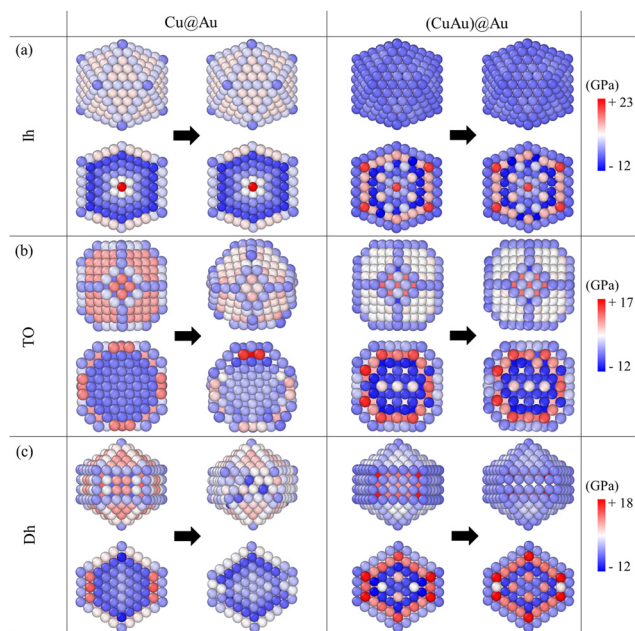 Cu@Au
(CuAu)@Au
(a)
Ih
(GPa)
+ 23
- 12
(b)
TO
(GPa)
+ 17
- 12
(c)
Dh
(GPa)
+ 18
- 12